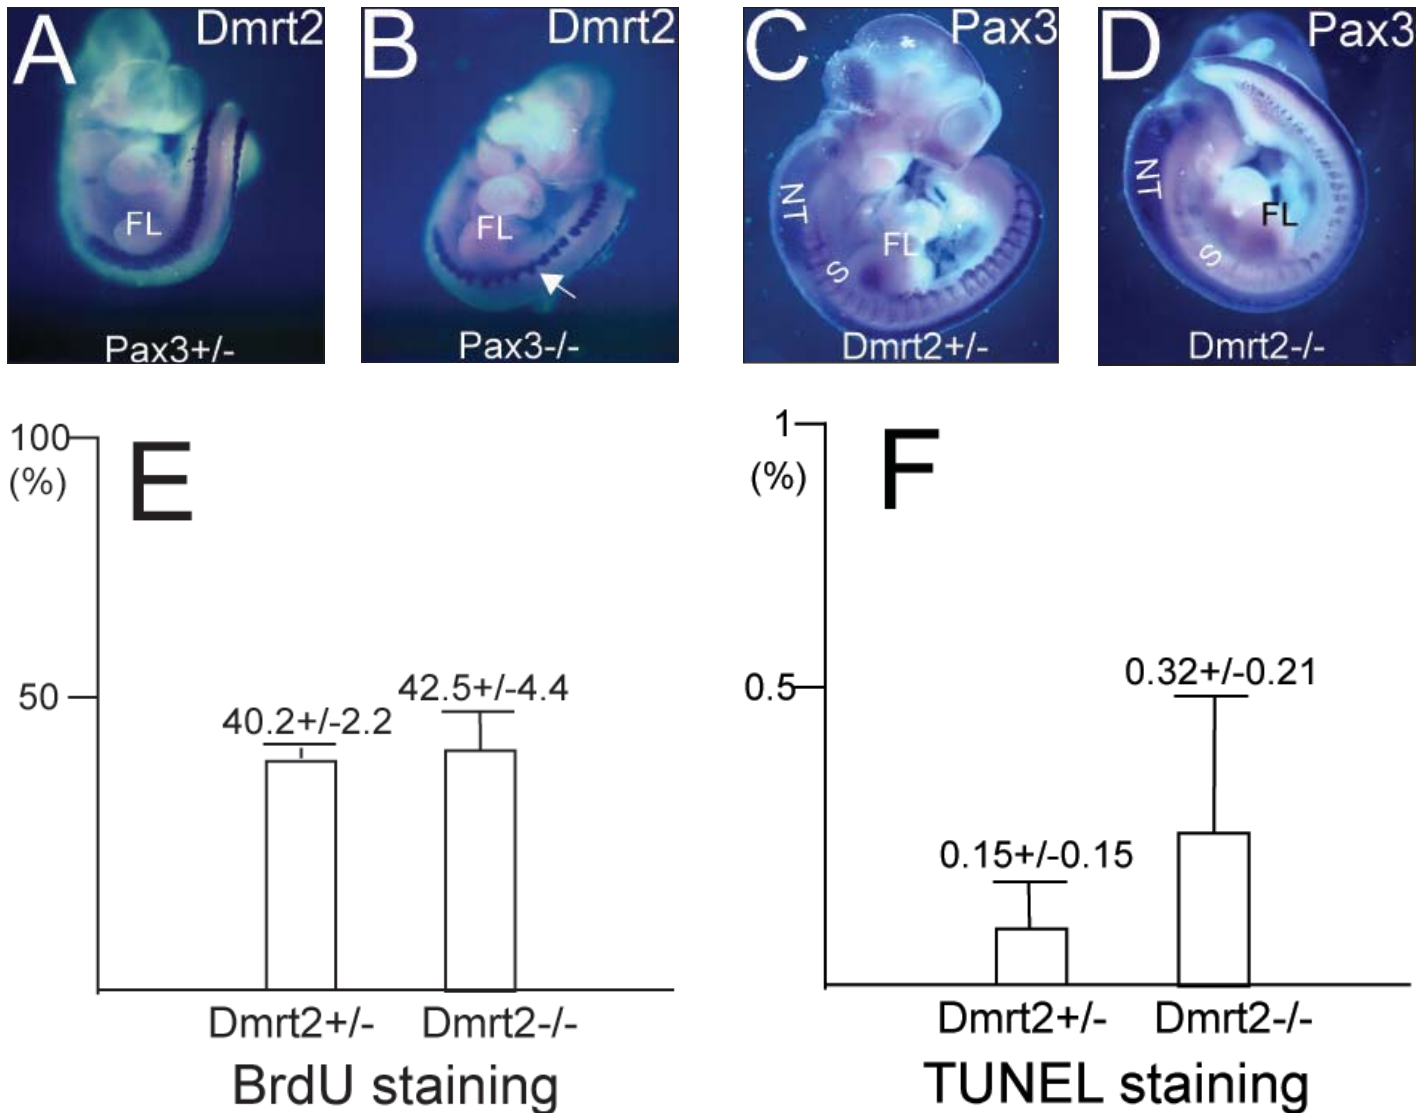 A
Dmrt2
FL
Pax3+/-
B
Dmrt2
FL
Pax3-/-
C
Pax3
NT
FL
S
Dmrt2+/-
D
Pax3
NT
FL
S
Dmrt2-/-
E
100
(%)
50
40.2+/-2.2
42.5+/-4.4
Dmrt2+/-
Dmrt2-/-
BrdU staining
F
1
(%)
0.5
0.15+/-0.15
0.32+/-0.21
Dmrt2+/-
Dmrt2-/-
TUNEL staining